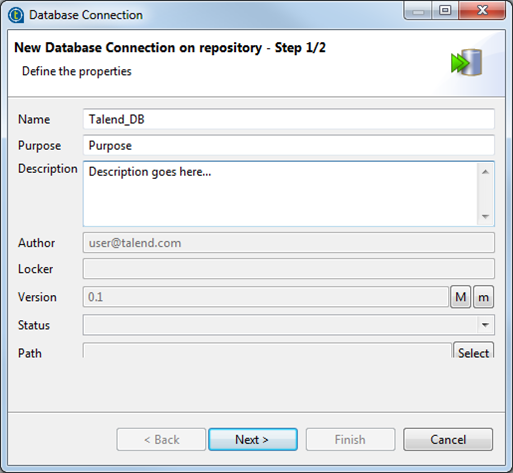 Database Connection
New Database Connection on repository - Step 1/2
Define the properties
Name Talend_DB
Purpose Purpose
Description Description goes here...
Author user@talend.com
Locker
Version 0.1 M m
Status
Path Select
< Back Next > Finish Cancel